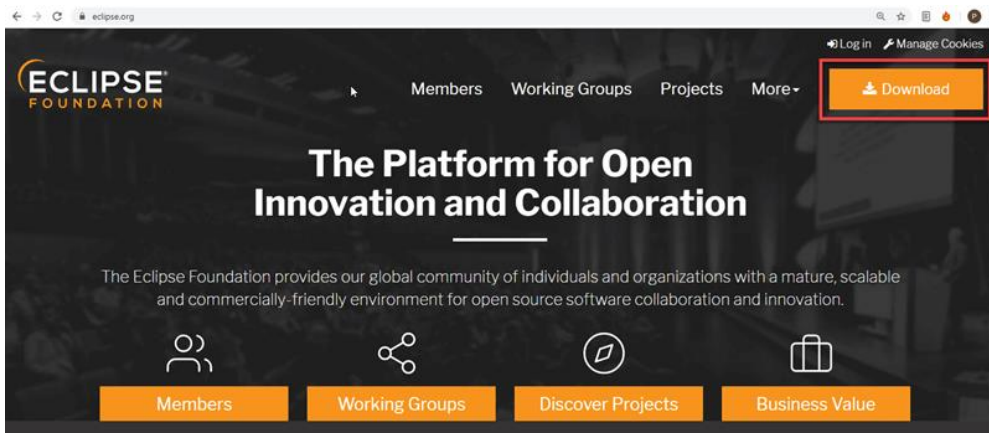 eclipse.org
P
Log in Manage Cookies
ECLIPSE
FOUNDATION
Members Working Groups Projects More Download
The Platform for Open
Innovation and Collaboration
The Eclipse Foundation provides our global community of individuals and organizations with a mature, scalable
and commercially-friendly environment for open source software collaboration and innovation.
Members Working Groups Discover Projects Business Value